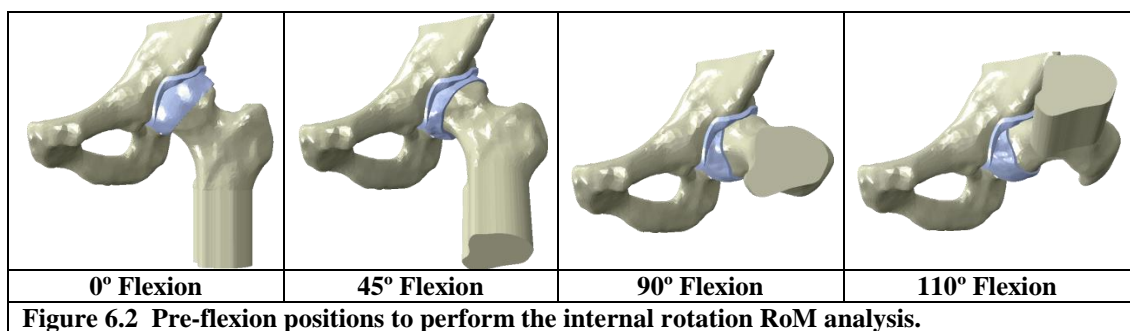 0º Flexion
45º Flexion
90º Flexion
110º Flexion
Figure 6.2 Pre-flexion positions to perform the internal rotation RoM analysis.